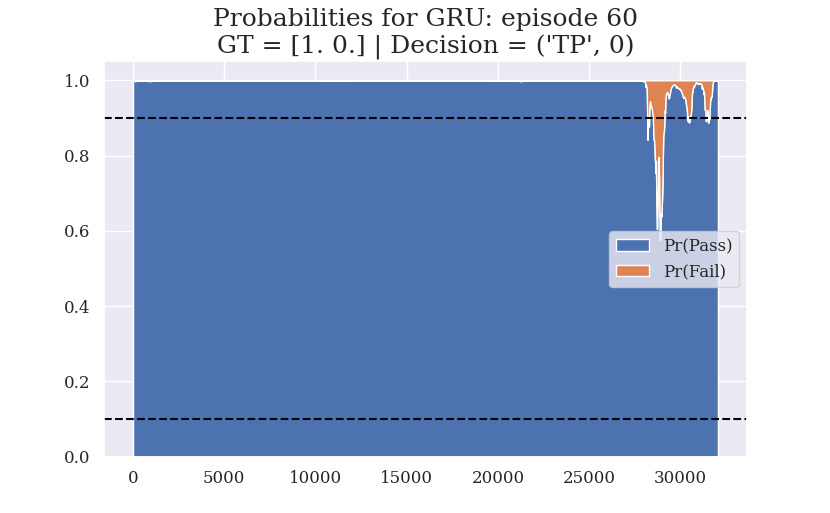 Probabilities for GRU: episode 60
GT = [1. 0.] | Decision = ('TP', 0)
1.0
0.8
0.6
0.4
0.2
0.0
Pr(Pass)
Pr(Fail)
0 5000 10000 15000 20000 25000 30000